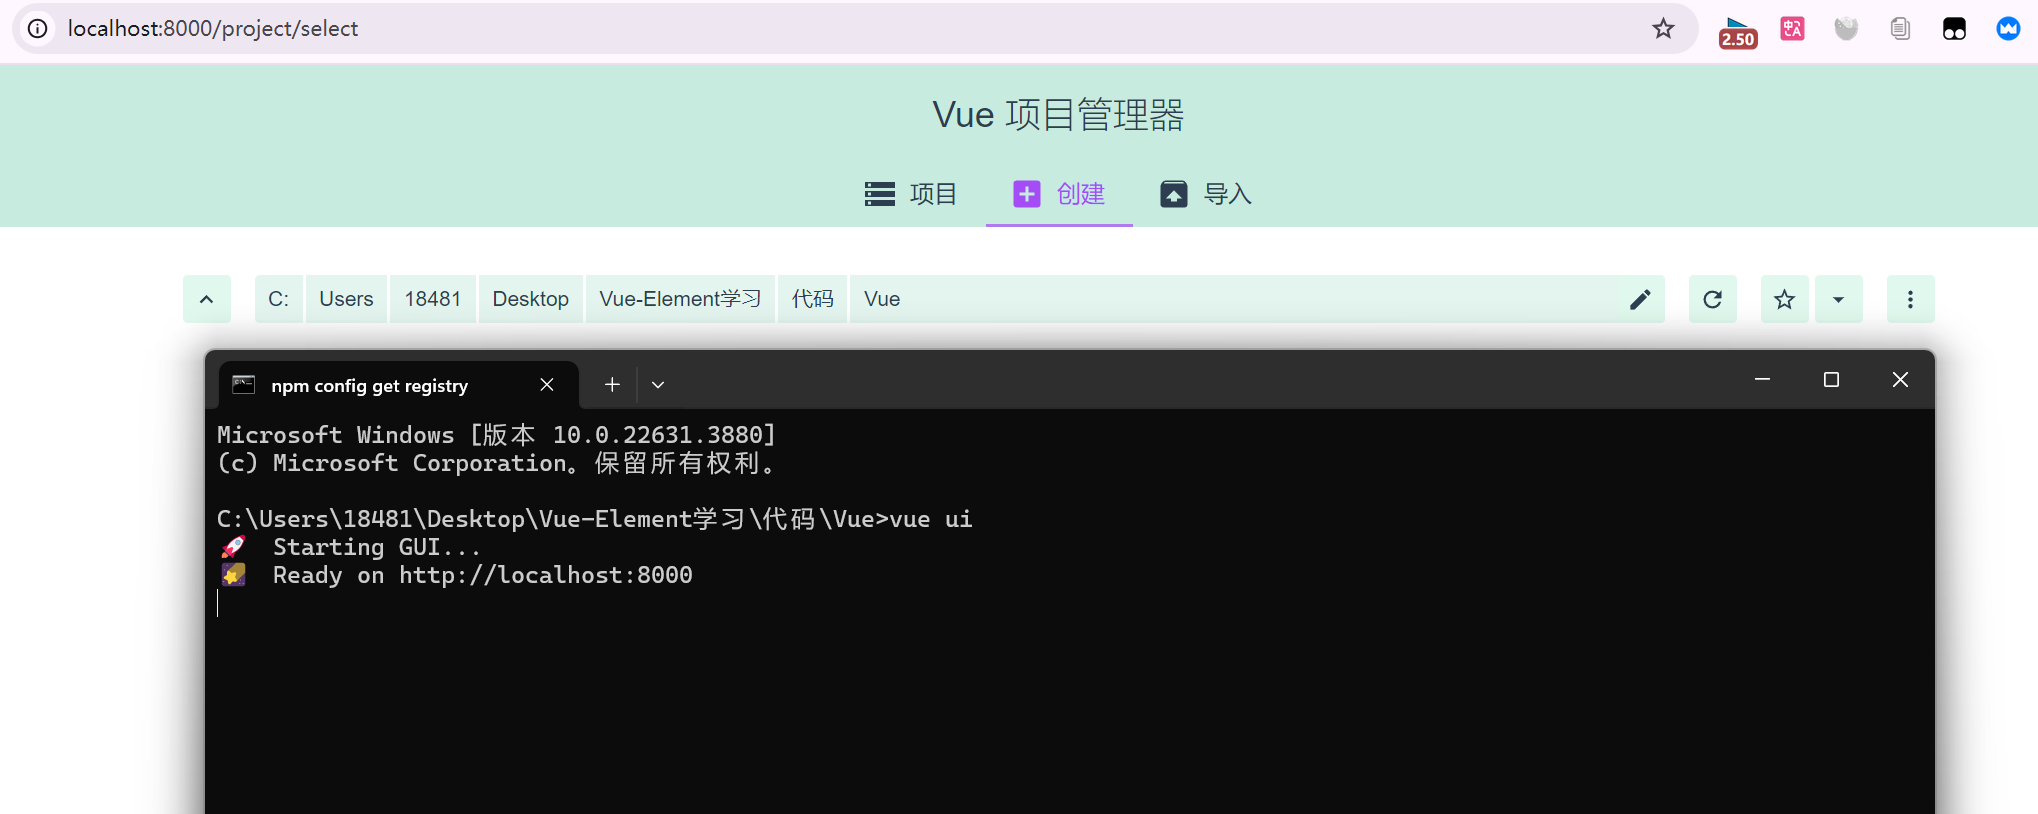 localhost:8000/project/select
2.50
Vue 项目管理器
项目 创建 导入
C: Users 18481 Desktop Vue-Element学习 代码 Vue
npm config get registry
Microsoft Windows [版本 10.0.22631.3880]
(c) Microsoft Corporation。保留所有权利。
C:\Users\18481\Desktop\Vue-Element学习\代码\Vue>vue ui
Starting GUI...
Ready on http://localhost:8000